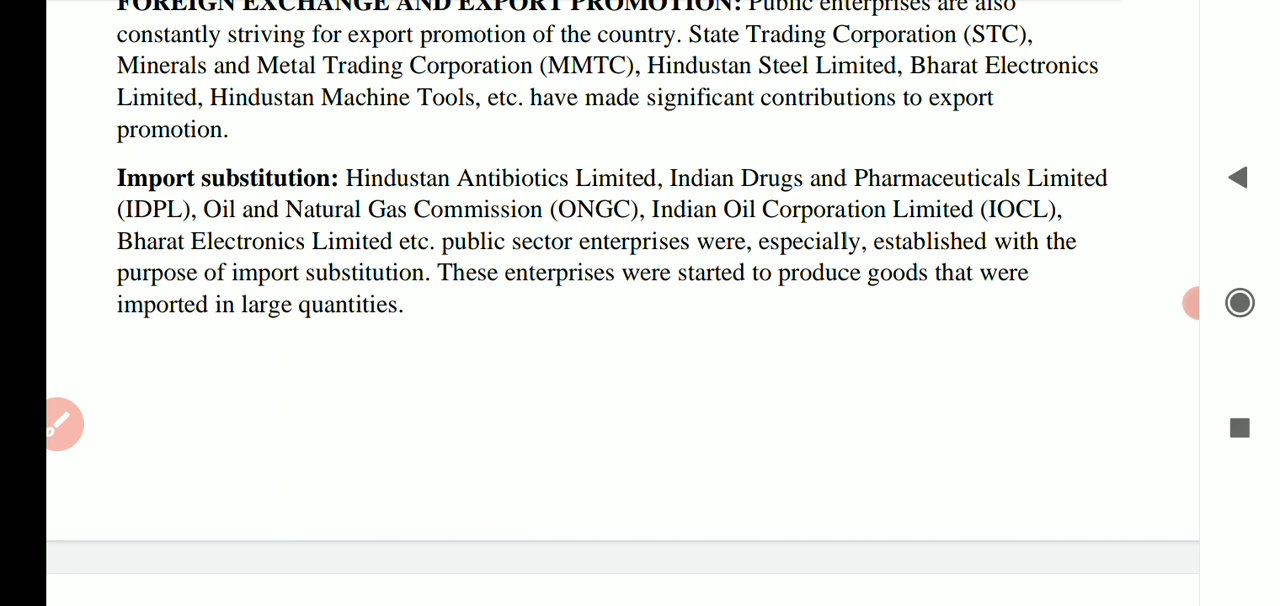 FOREIGN EXCHANGE AND EXPORT PROMOTION: Public enterprises are also
constantly striving for export promotion of the country. State Trading Corporation (STC),
Minerals and Metal Trading Corporation (MMTC), Hindustan Steel Limited, Bharat Electronics
Limited, Hindustan Machine Tools, etc. have made significant contributions to export
promotion.
Import substitution: Hindustan Antibiotics Limited, Indian Drugs and Pharmaceuticals Limited
(IDPL), Oil and Natural Gas Commission (ONGC), Indian Oil Corporation Limited (IOCL),
Bharat Electronics Limited etc. public sector enterprises were, especially, established with the
purpose of import substitution. These enterprises were started to produce goods that were
imported in large quantities.